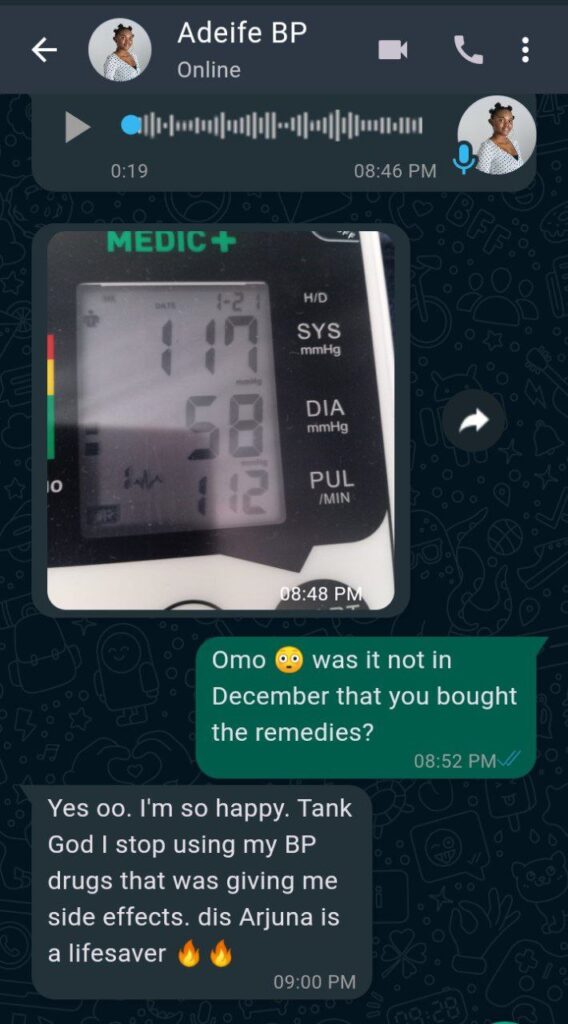 Adeife BP
Online
0:19 08:46 PM
MEDIC+
1-21
H/D
117
SYS
mmHg
58
DIA
mmHg
112
PUL
/MIN
08:48 PM
Omo 😳 was it not in
December that you bought
the remedies?
08:52 PM
Yes oo. I'm so happy. Tank
God I stop using my BP
drugs that was giving me
side effects. dis Arjuna is
a lifesaver 🔥🔥
09:00 PM